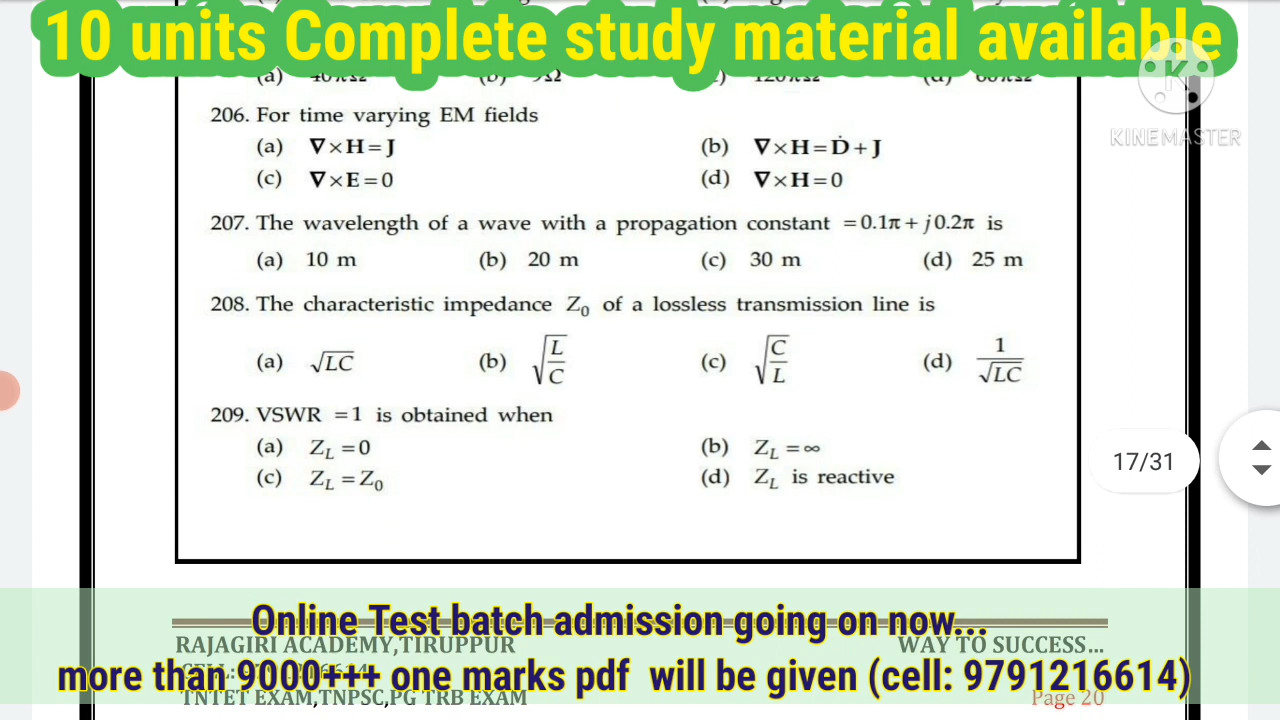 10 units Complete study material available
KINEMASTER
206. For time varying EM fields
(a) ∇×H=J (b) ∇×H=Ḋ+J
(c) ∇×E=0 (d) ∇×H=0
207. The wavelength of a wave with a propagation constant =0.1π+j0.2π is
(a) 10 m (b) 20 m (c) 30 m (d) 25 m
208. The characteristic impedance Z₀ of a lossless transmission line is
(a) √LC (b) √(L/C) (c) √(C/L) (d) 1/√LC
209. VSWR =1 is obtained when
(a) Z_L =0 (b) Z_L =∞
(c) Z_L =Z₀ (d) Z_L is reactive
17/31
Online Test batch admission going on now...
RAJAGIRI ACADEMY,TIRUPPUR WAY TO SUCCESS...
more than 9000+++ one marks pdf will be given (cell: 9791216614)
TNTET EXAM,TNPSC,PG TRB EXAM Page 20